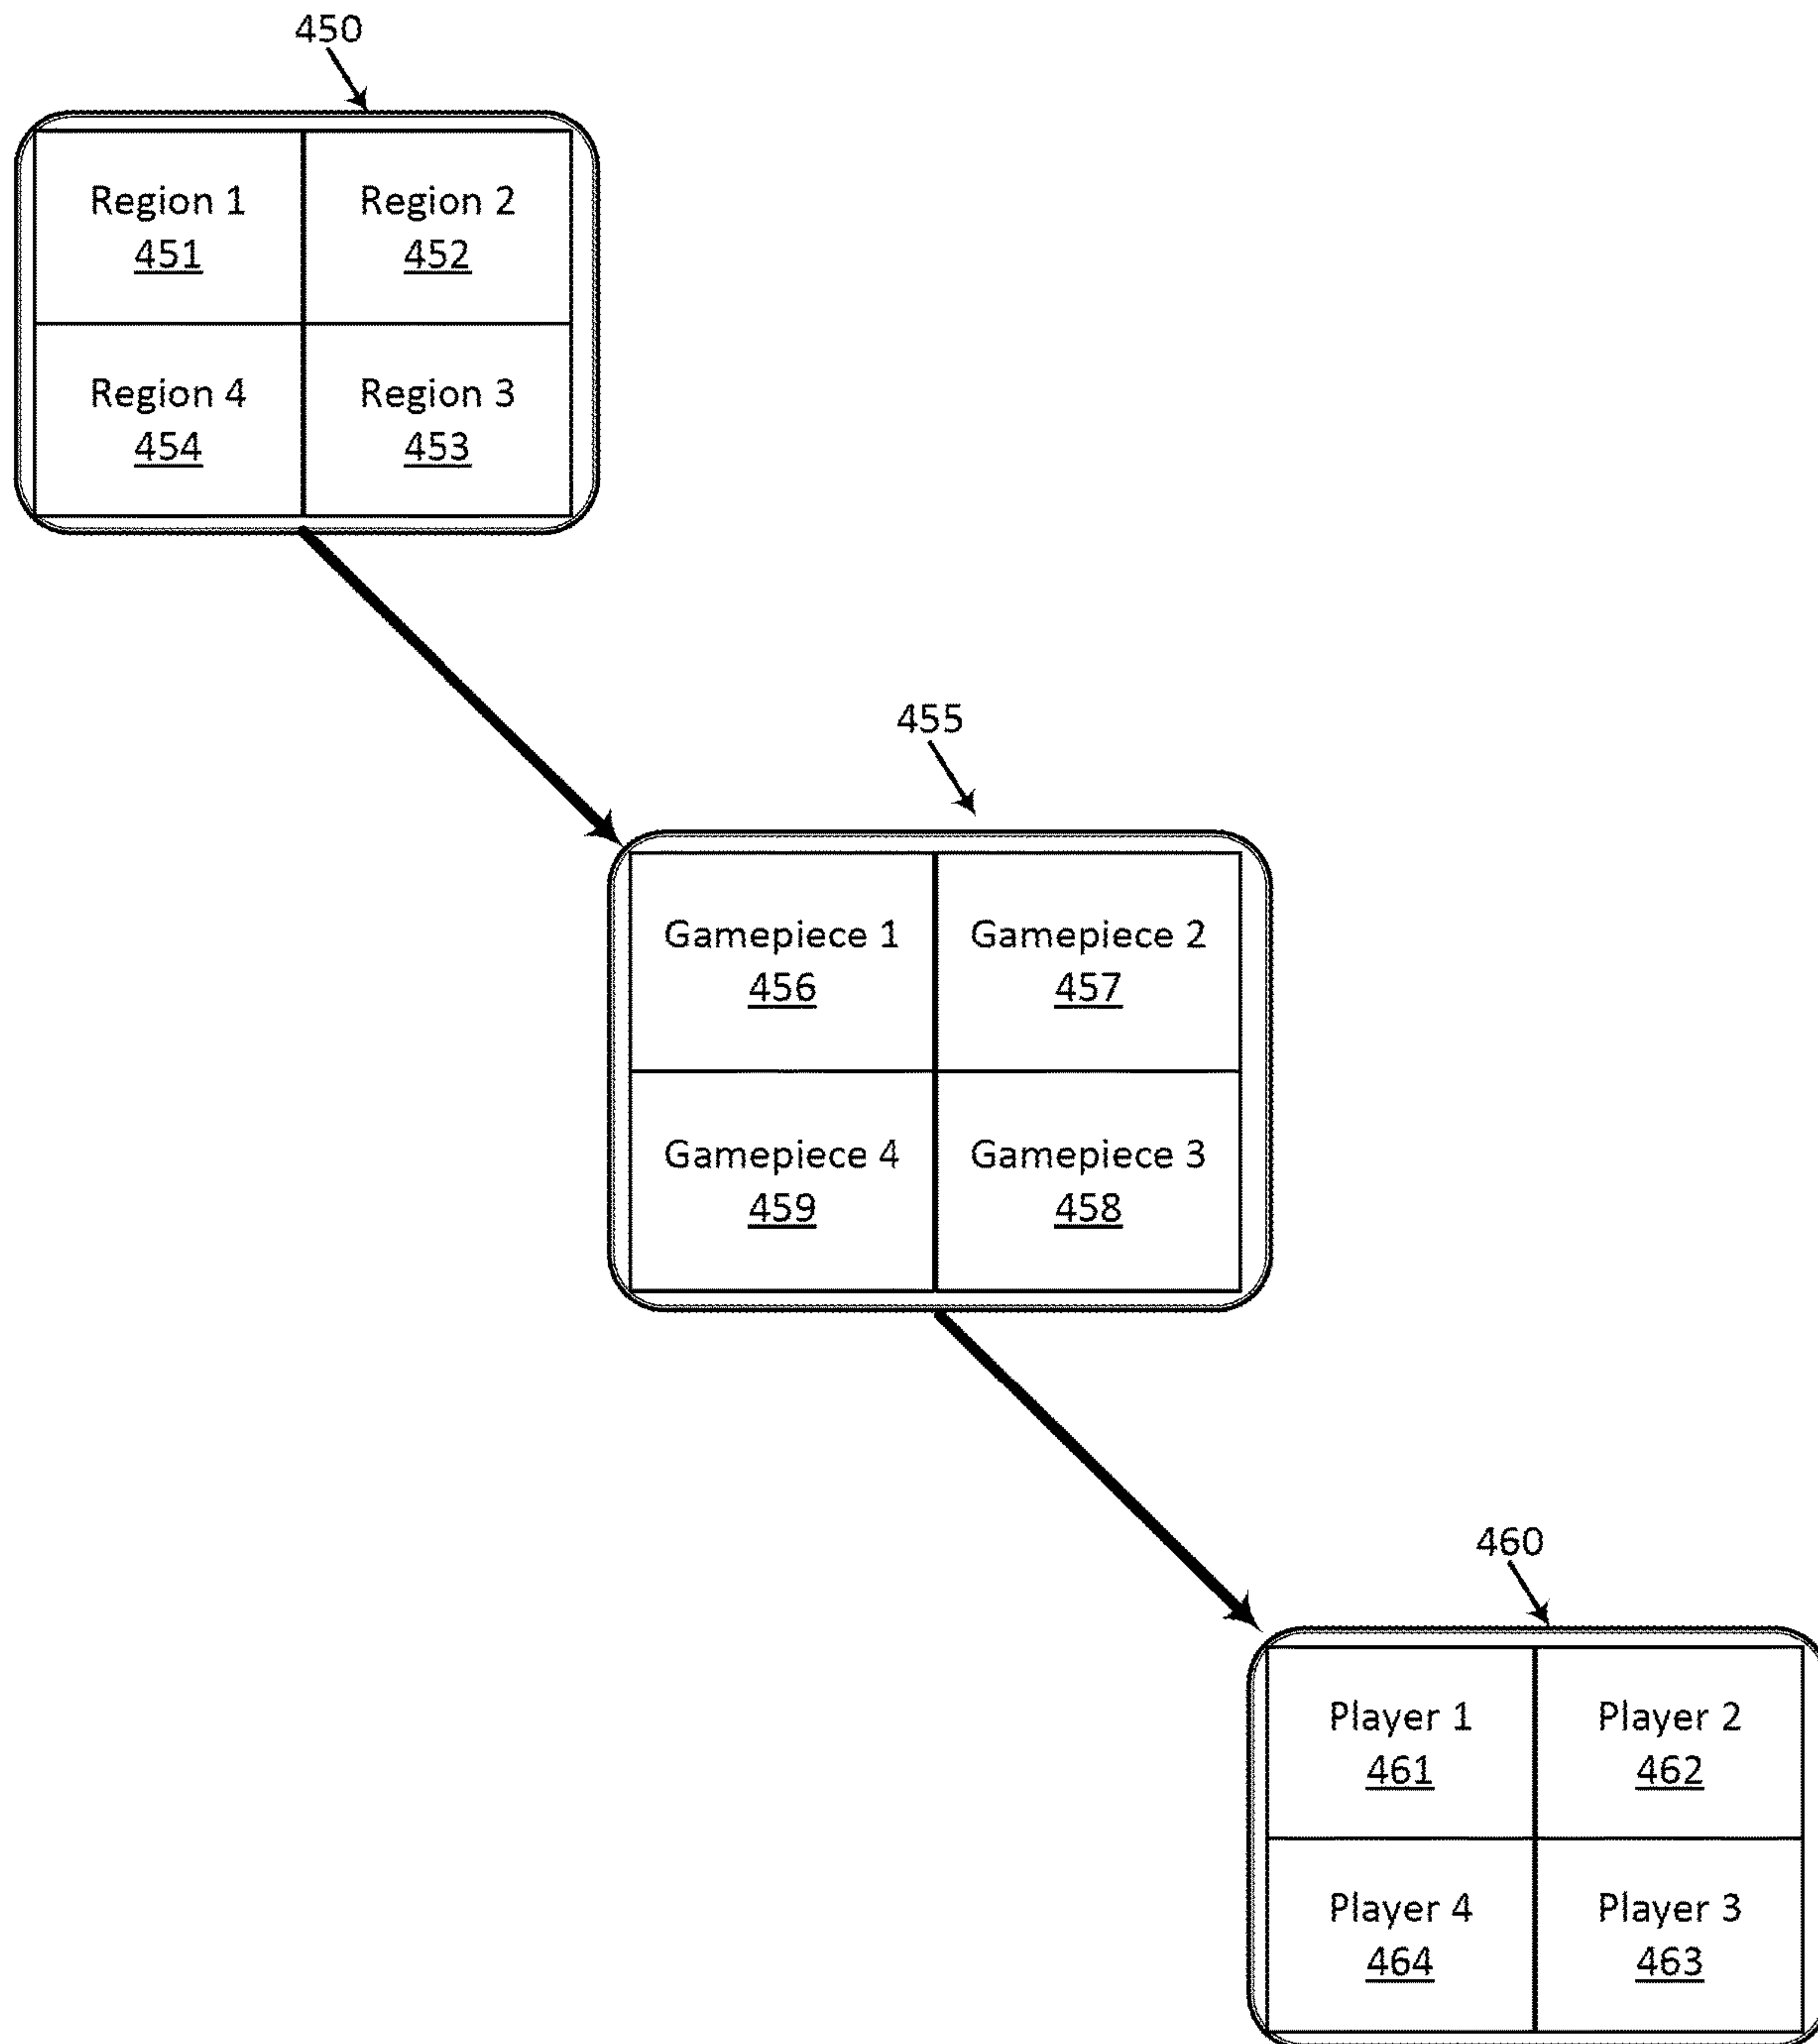 450
Region 1
451
Region 2
452
Region 4
454
Region 3
453
455
Gamepiece 1
456
Gamepiece 2
457
Gamepiece 4
459
Gamepiece 3
458
460
Player 1
461
Player 2
462
Player 4
464
Player 3
463